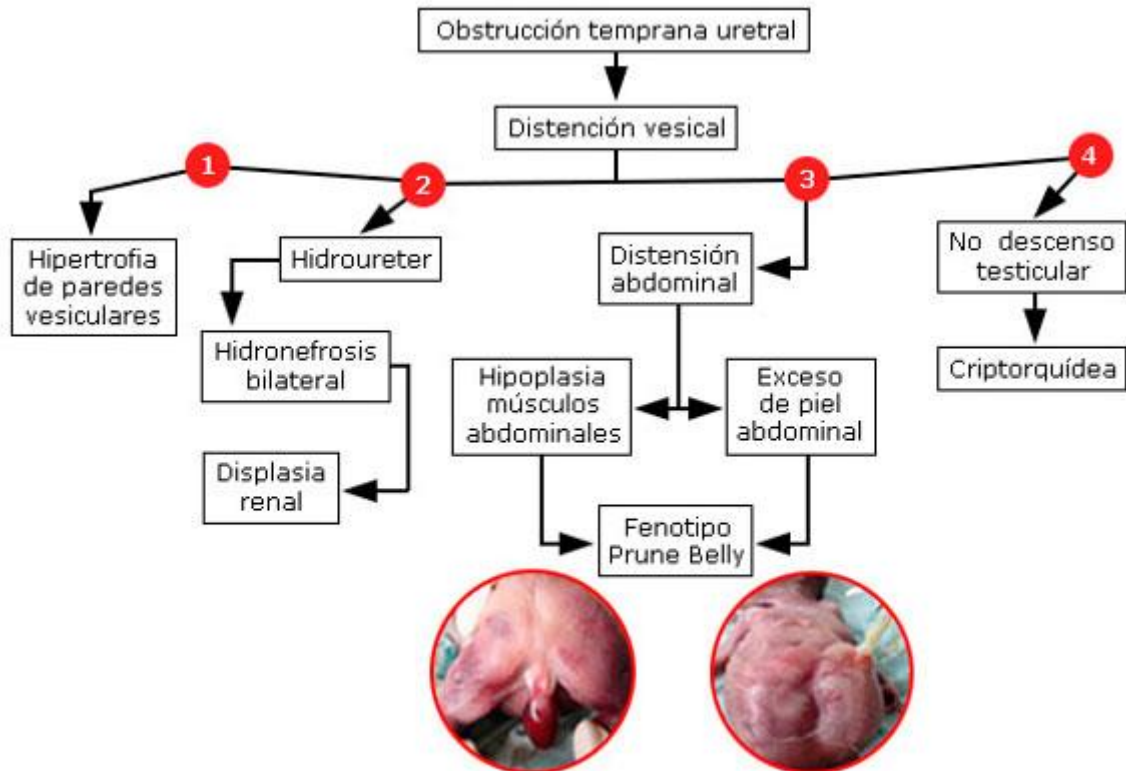 Obstrucción temprana uretral
Distención vesical
1
2
3
4
Hipertrofia
de paredes
vesiculares
Hidroureter
Distensión
abdominal
No descenso
testicular
Hidronefrosis
bilateral
Hipoplasia
músculos
abdominales
Exceso
de piel
abdominal
Criptorquídea
Displasia
renal
Fenotipo
Prune Belly